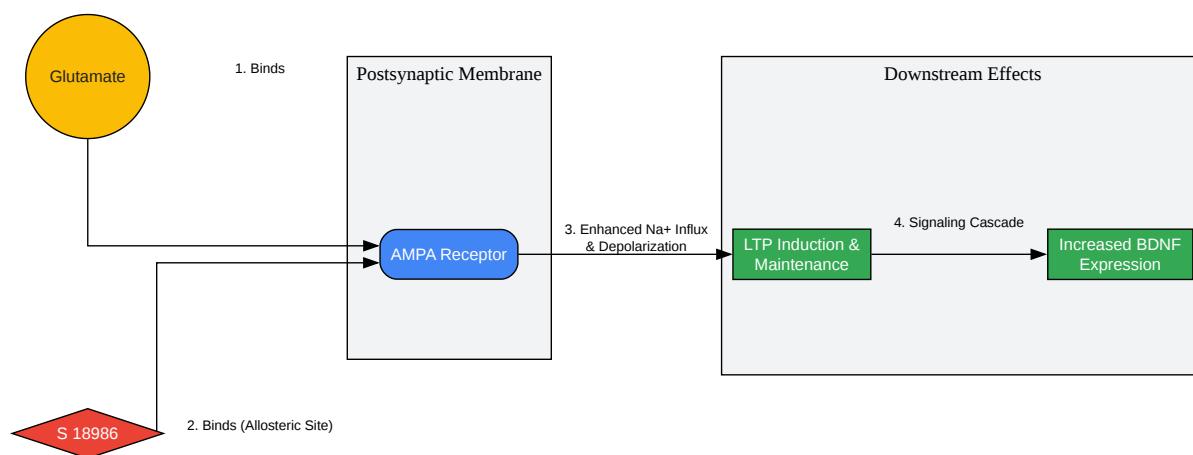 Glutamate
1. Binds
Postsynaptic Membrane
Downstream Effects
AMPA Receptor
3. Enhanced Na+ Influx
& Depolarization
LTP Induction &
Maintenance
4. Signaling Cascade
Increased BDNF
Expression
S 18986
2. Binds (Allosteric Site)